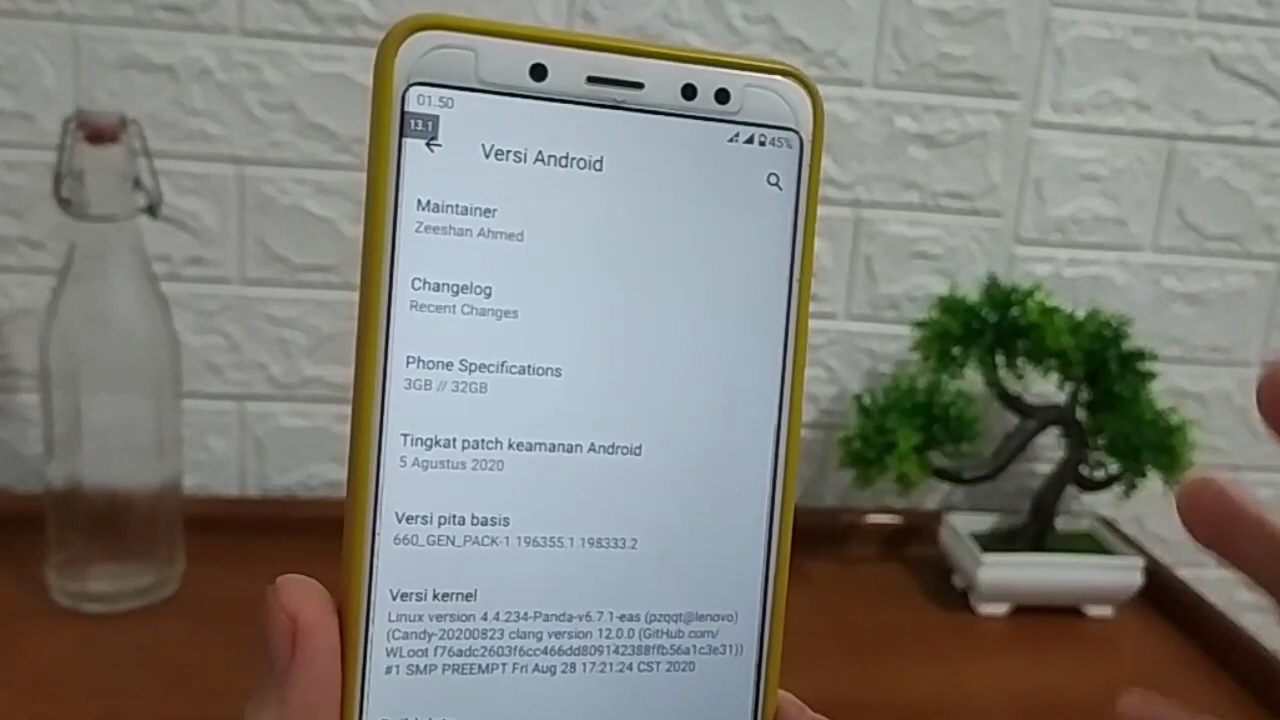 01.50
45%
13.1
Versi Android
Maintainer
Zeeshan Ahmed
Changelog
Recent Changes
Phone Specifications
3GB // 32GB
Tingkat patch keamanan Android
5 Agustus 2020
Versi pita basis
660_GEN_PACK-1.196355.1.198333.2
Versi kernel
Linux version 4.4.234-Panda-v6.7.1-eas (pzqqt@lenovo)
(Candy-20200823 clang version 12.0.0 (GitHub.com/
WLoot f76adc2603f6cc466dd809142388ffb56a1c3e31))
#1 SMP PREEMPT Fri Aug 28 17:21:24 CST 2020